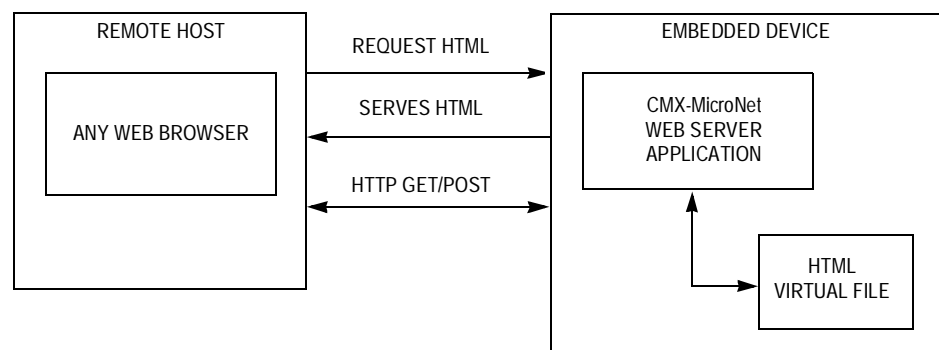 REMOTE HOST
ANY WEB BROWSER
REQUEST HTML
SERVES HTML
HTTP GET/POST
EMBEDDED DEVICE
CMX-MicroNet
WEB SERVER
APPLICATION
HTML
VIRTUAL FILE